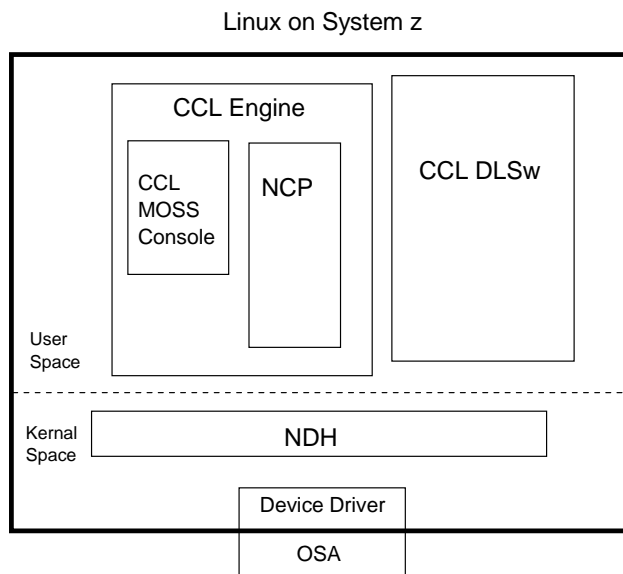 Linux on System z
CCL Engine
CCL
MOSS
Console
NCP
CCL DLSw
User
Space
Kernal
Space
NDH
Device Driver
OSA